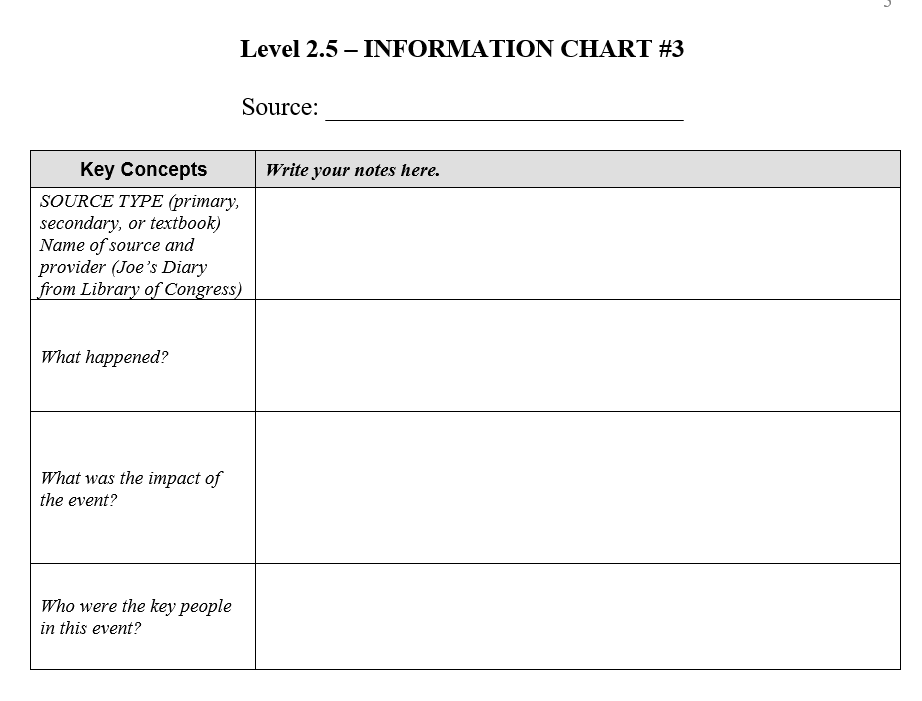 Level 2.5 – INFORMATION CHART #3
Source: ____________________________
Key Concepts
Write your notes here.
SOURCE TYPE (primary,
secondary, or textbook)
Name of source and
provider (Joe's Diary
from Library of Congress)
What happened?
What was the impact of
the event?
Who were the key people
in this event?